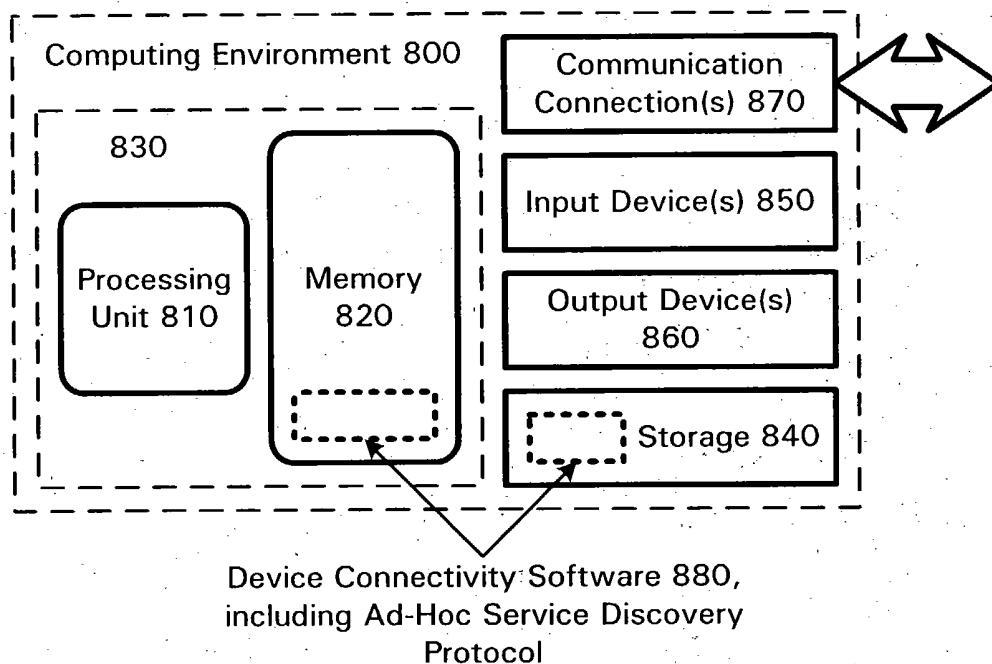 Computing Environment 800
Communication
Connection(s) 870
830
Processing
Unit 810
Memory
820
Input Device(s) 850
Output Device(s)
860
Storage 840
Device Connectivity Software 880,
including Ad-Hoc Service Discovery
Protocol